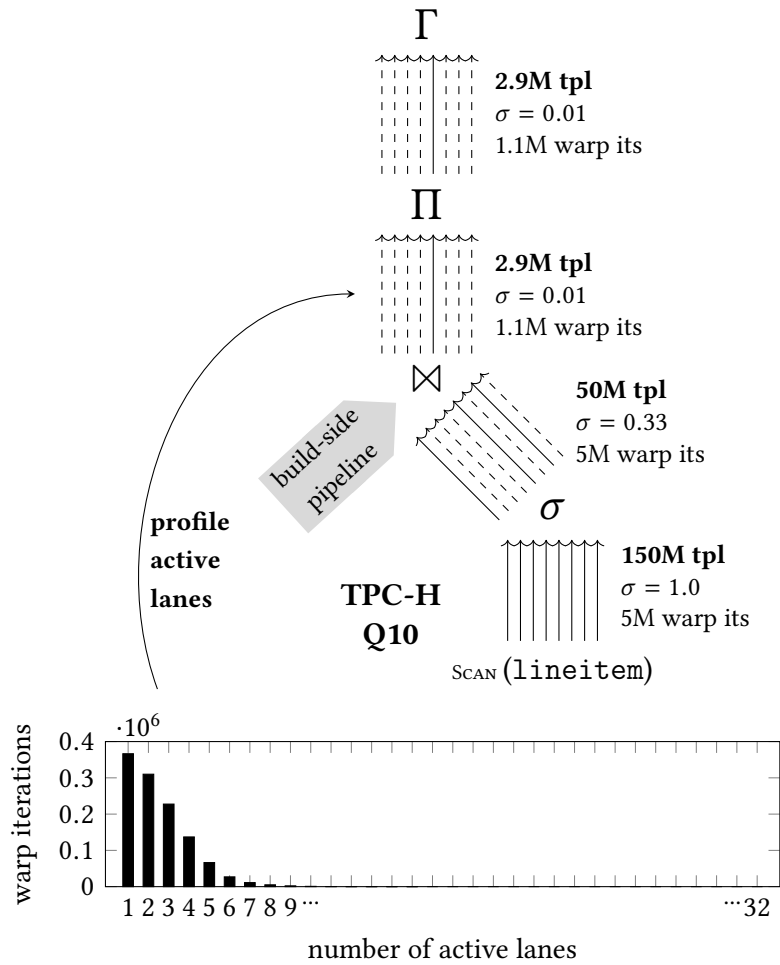 Γ
2.9M tpl
σ = 0.01
1.1M warp its
Π
2.9M tpl
σ = 0.01
1.1M warp its
⋈
50M tpl
σ = 0.33
5M warp its
build-side
pipeline
σ
profile
active
lanes
150M tpl
σ = 1.0
5M warp its
TPC-H
Q10
Scan (lineitem)
·10⁶
0.4
0.3
0.2
0.1
0
warp iterations
1 2 3 4 5 6 7 8 9 ··· ···32
number of active lanes